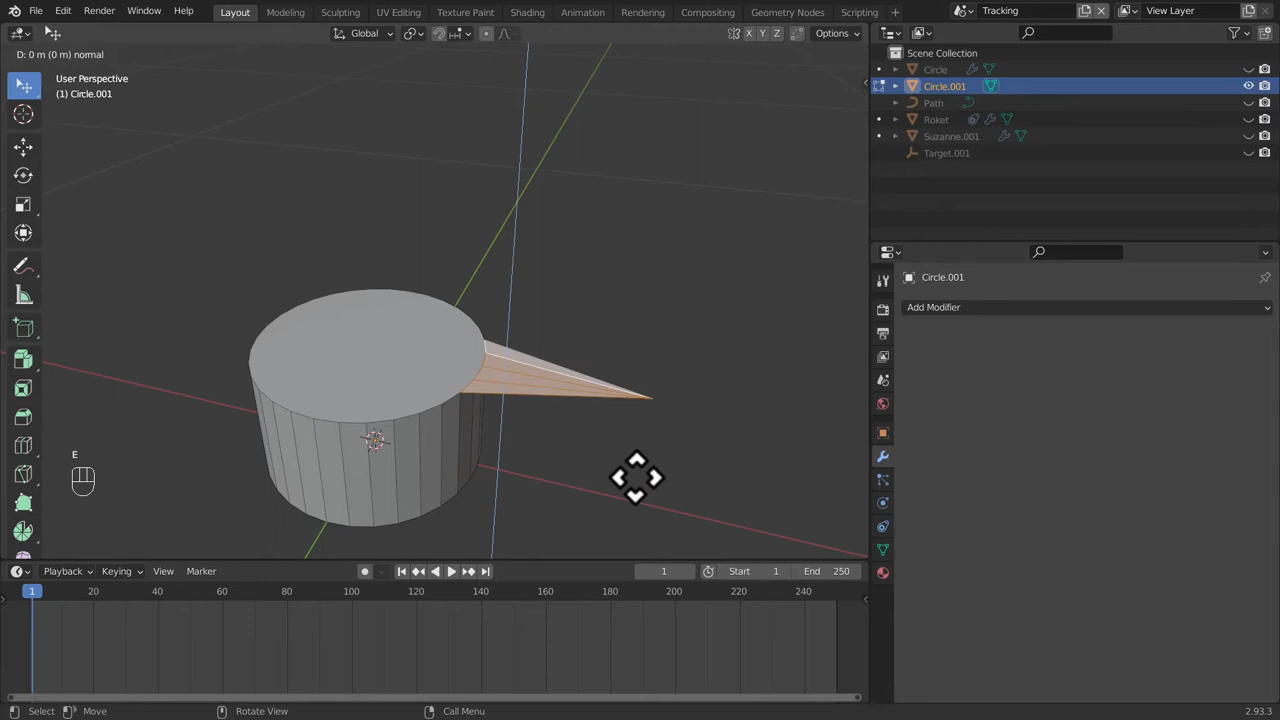 File Edit Render Window Help Layout Modeling Sculpting UV Editing Texture Paint Shading Animation Rendering Compositing Geometry Nodes Scripting + Tracking View Layer
Global X Y Z Options
D: 0 m (0 m) normal
User Perspective
(1) Circle.001
Scene Collection
Circle
Circle.001
Path
Roket
Suzanne.001
Target.001
Circle.001
Add Modifier
E
Playback Keying View Marker 1 Start 1 End 250
1 20 40 60 80 100 120 140 160 180 200 220 240
Select Move Rotate View Call Menu 2.93.3